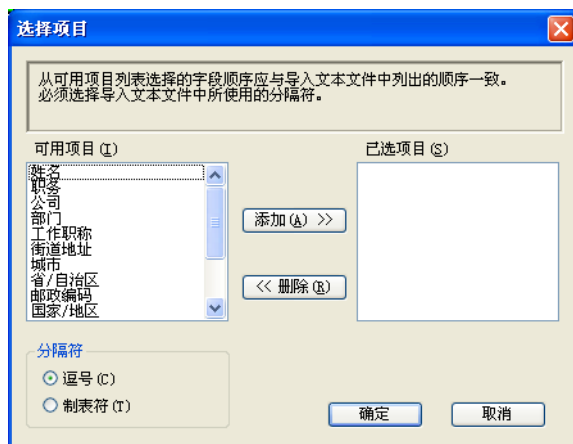 选择项目
从可用项目列表选择的字段顺序应与导入文本文件中列出的顺序一致。
必须选择导入文本文件中所使用的分隔符。
可用项目(I)
已选项目(S)
姓名
职务
公司
部门
工作职称
街道地址
城市
省/自治区
邮政编码
国家/地区
添加(A) >>
<< 删除(R)
分隔符
逗号(C)
制表符(T)
确定
取消